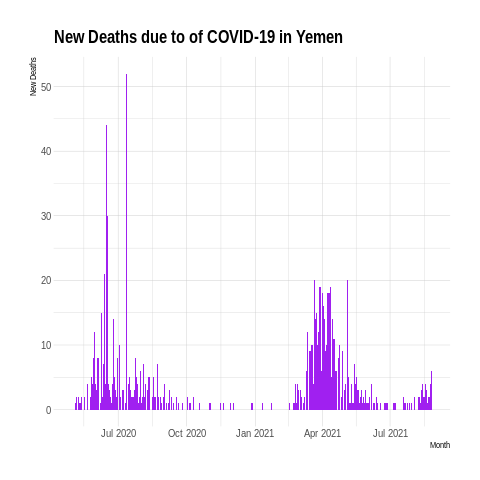 New Deaths due to of COVID-19 in Yemen
New Deaths
50
40
30
20
10
0
Jul 2020 Oct 2020 Jan 2021 Apr 2021 Jul 2021
Month